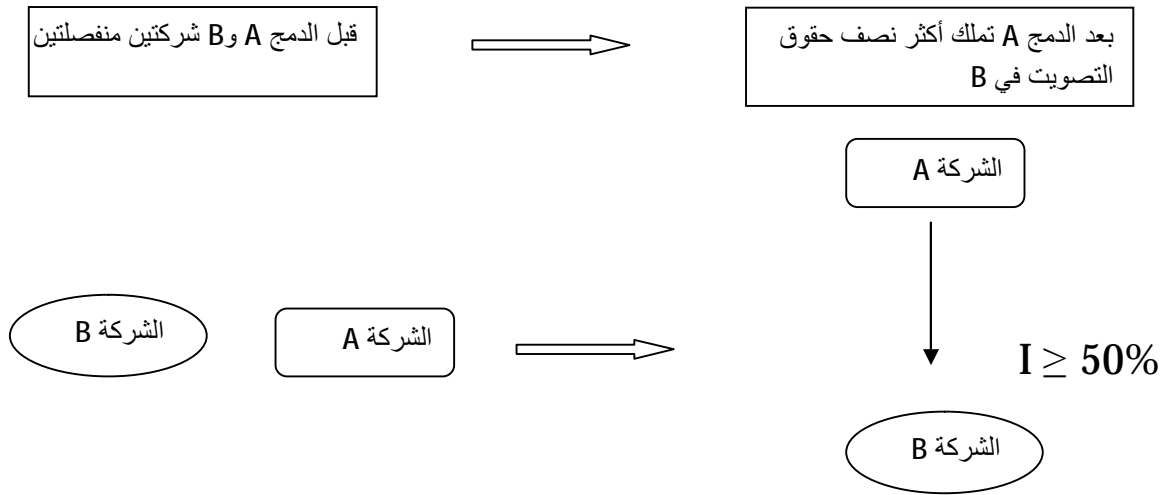 بعد الدمج A تملك أكثر نصف حقوق
التصويت في B
قبل الدمج A وB شركتين منفصلتين
الشركة A
الشركة A
الشركة B
I ≥ 50%
الشركة B